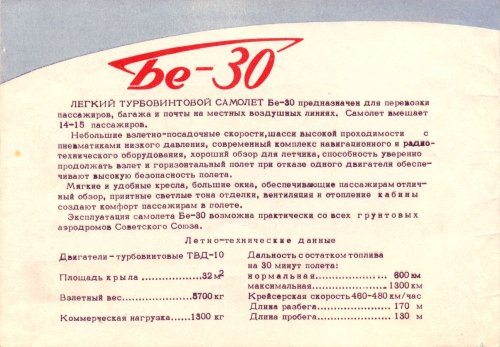 Бе-30
ЛЕГКИЙ ТУРБОВИНТОВОЙ САМОЛЕТ Бе-30 предназначен для перевозки
пассажиров, багажа и почты на местных воздушных линиях. Самолет вмещает
14-15 пассажиров.
Небольшие взлетно-посадочные скорости, шасси высокой проходимости с
пневматиками низкого давления, современный комплекс навигационного и радио-
технического оборудования, хороший обзор для летчика, способность уверенно
продолжать взлет и горизонтальный полет при отказе одного двигателя обеспечи-
вают высокую безопасность полета.
Мягкие и удобные кресла, большие окна, обеспечивающие пассажирам отлич-
ный обзор, приятные светлые тона отделки, вентиляция и отопление кабины
создают комфорт пассажирам в полете.
Эксплуатация самолета Бе-30 возможна практически со всех грунтовых
аэродромов Советского Союза.
Летно-технические данные
Двигатели-турбовинтовые ТВД-10
Площадь крыла ................32м2
Взлетный вес.................5700кг
Коммерческая нагрузка.....1300 кг
Дальность с остатком топлива
на 30 минут полета:
нормальная ..................600км
максимальная ................1300км
Крейсерская скорость 460-480 км/час
Длина разбега ............... 170 м
Длина пробега ............... 130 м